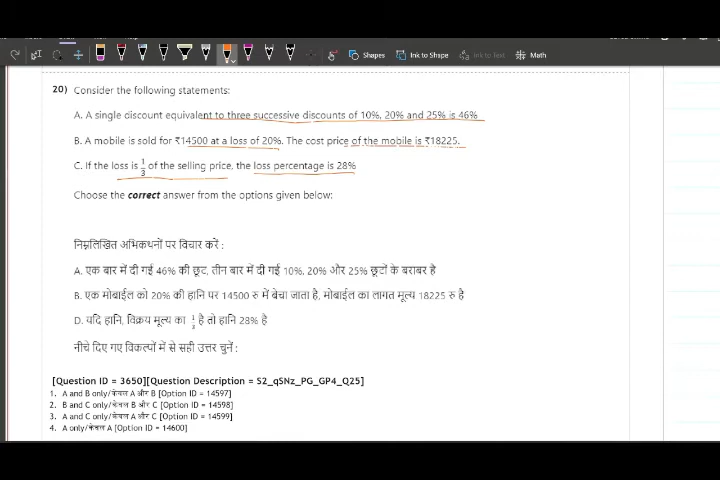 Shapes Ink to Shape Ink to Text Math
20) Consider the following statements:
A. A single discount equivalent to three successive discounts of 10%, 20% and 25% is 46%
B. A mobile is sold for ₹14500 at a loss of 20%. The cost price of the mobile is ₹18225.
C. If the loss is 1/3 of the selling price, the loss percentage is 28%
Choose the correct answer from the options given below:
निम्नलिखित अभिकथनों पर विचार करें :
A. एक बार में दी गई 46% की छूट, तीन बार में दी गई 10%, 20% और 25% छूटों के बराबर है
B. एक मोबाईल को 20% की हानि पर 14500 रु में बेचा जाता है, मोबाईल का लागत मूल्य 18225 रु है
D. यदि हानि, विक्रय मूल्य का 1/3 है तो हानि 28% है
नीचे दिए गए विकल्पों में से सही उत्तर चुनें :
[Question ID = 3650][Question Description = S2_qSNz_PG_GP4_Q25]
1. A and B only/केवल A और B [Option ID = 14597]
2. B and C only/केवल B और C [Option ID = 14598]
3. A and C only/केवल A और C [Option ID = 14599]
4. A only/केवल A [Option ID = 14600]